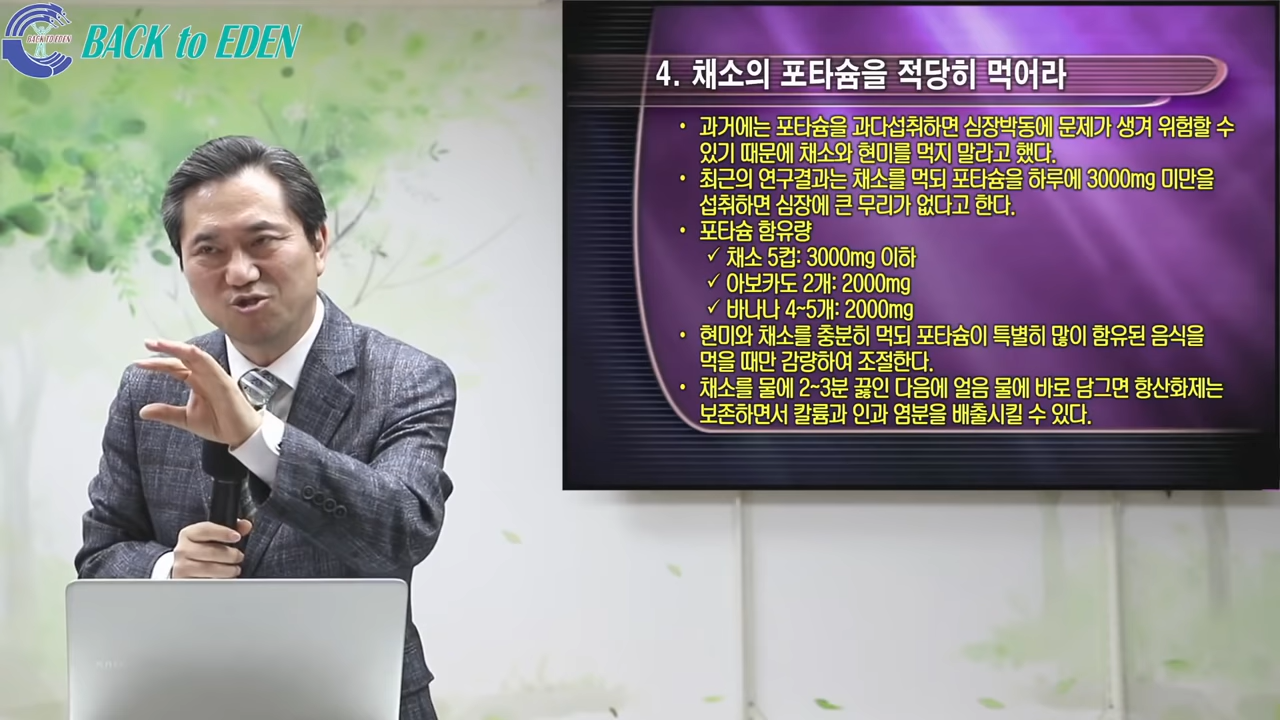 BACK TO EDEN
BACK to EDEN
4. 채소의 포타슘을 적당히 먹어라
• 과거에는 포타슘을 과다섭취하면 심장박동에 문제가 생겨 위험할 수
있기 때문에 채소와 현미를 먹지 말라고 했다.
• 최근의 연구결과는 채소를 먹되 포타슘을 하루에 3000mg 미만을
섭취하면 심장에 큰 무리가 없다고 한다.
• 포타슘 함유량
✓ 채소 5컵: 3000mg 이하
✓ 아보카도 2개: 2000mg
✓ 바나나 4~5개: 2000mg
• 현미와 채소를 충분히 먹되 포타슘이 특별히 많이 함유된 음식을
먹을 때만 감량하여 조절한다.
• 채소를 물에 2~3분 끓인 다음에 얼음 물에 바로 담그면 항산화제는
보존하면서 칼륨과 인과 염분을 배출시킬 수 있다.